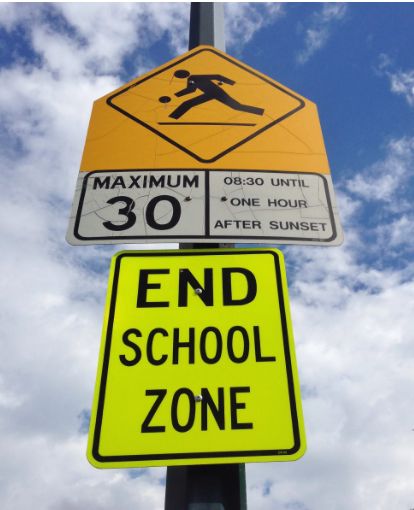 MAXIMUM
30
08:30 UNTIL
ONE HOUR
AFTER SUNSET
END
SCHOOL
ZONE